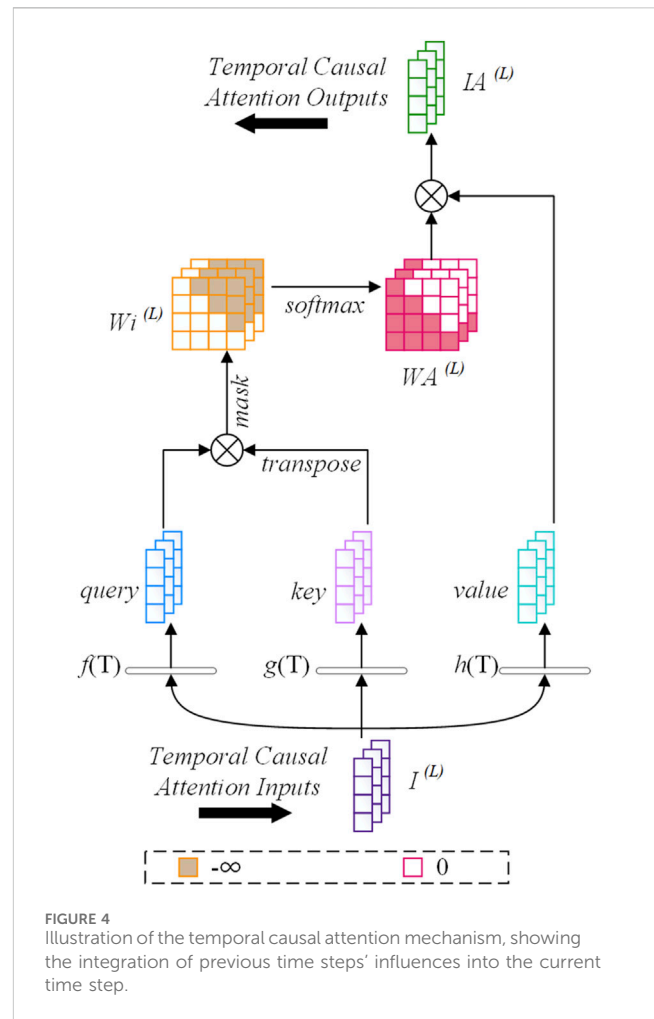 Temporal Causal
Attention Outputs
IA (L)
Wi (L)
softmax
WA (L)
mask
transpose
query
key
value
f(T)
g(T)
h(T)
Temporal Causal
Attention Inputs
I (L)
-∞
0
FIGURE 4
Illustration of the temporal causal attention mechanism, showing
the integration of previous time steps' influences into the current
time step.